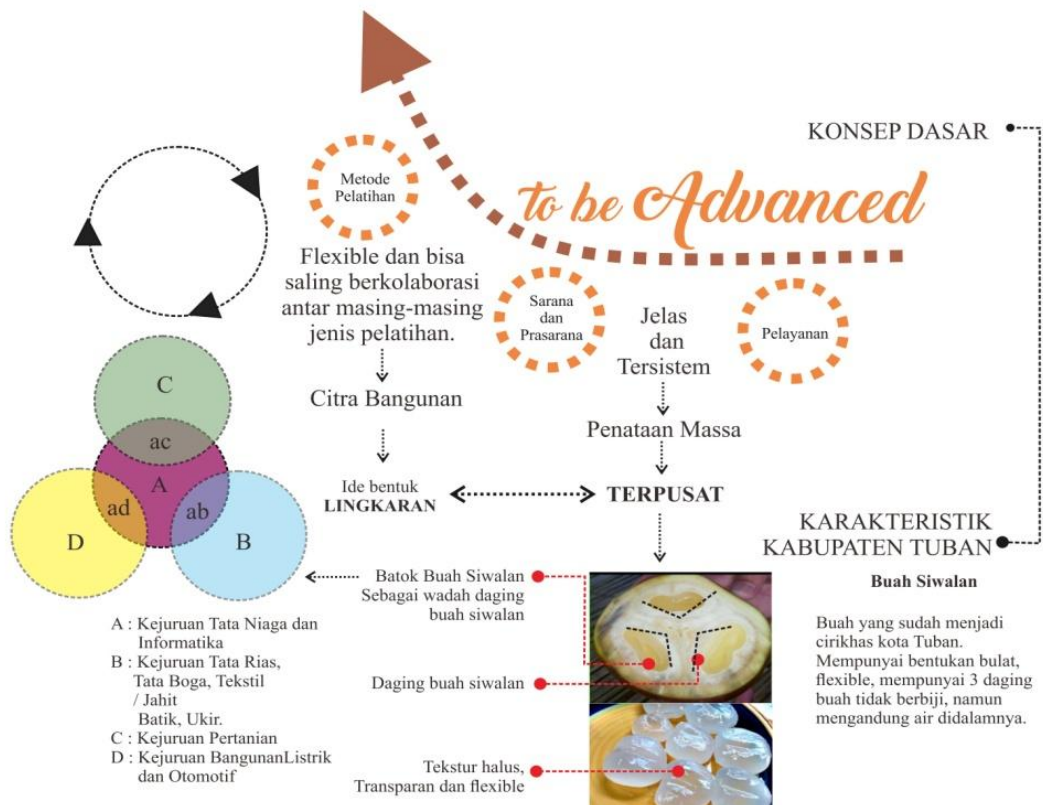 KONSEP DASAR
to be Advanced
Metode
Pelatihan
Flexible dan bisa
saling berkolaborasi
antar masing-masing
jenis pelatihan.
Citra Bangunan
Ide bentuk
LINGKARAN
Sarana
dan
Prasarana
Jelas
dan
Tersistem
Penataan Massa
TERPUSAT
Pelayanan
C
ac
A
ad
ab
D
B
A : Kejuruan Tata Niaga dan
Informatika
B : Kejuruan Tata Rias,
Tata Boga, Tekstil
/ Jahit
Batik, Ukir.
C : Kejuruan Pertanian
D : Kejuruan BangunanListrik
dan Otomotif
Batok Buah Siwalan
Sebagai wadah daging
buah siwalan
Daging buah siwalan
Tekstur halus,
Transparan dan flexible
KARAKTERISTIK
KABUPATEN TUBAN
Buah Siwalan
Buah yang sudah menjadi
cirikhas kota Tuban.
Mempunyai bentukan bulat,
flexible, mempunyai 3 daging
buah tidak berbiji, namun
mengandung air didalamnya.